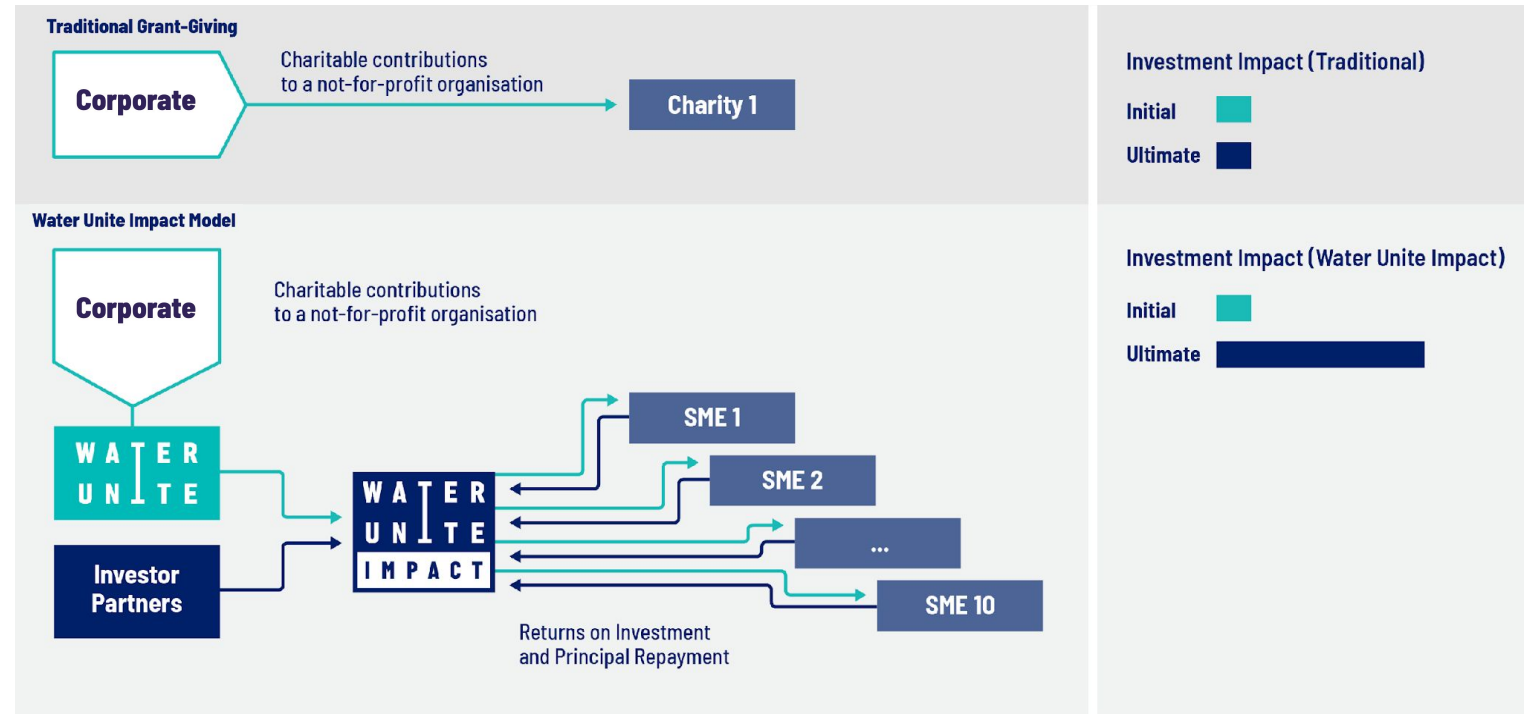 Traditional Grant-Giving
Corporate
Charitable contributions
to a not-for-profit organisation
Charity 1
Investment Impact (Traditional)
Initial
Ultimate
Water Unite Impact Model
Corporate
Charitable contributions
to a not-for-profit organisation
WATER
UNITE
Investor
Partners
WATER
UNITE
IMPACT
SME 1
SME 2
...
SME 10
Returns on Investment
and Principal Repayment
Investment Impact (Water Unite Impact)
Initial
Ultimate